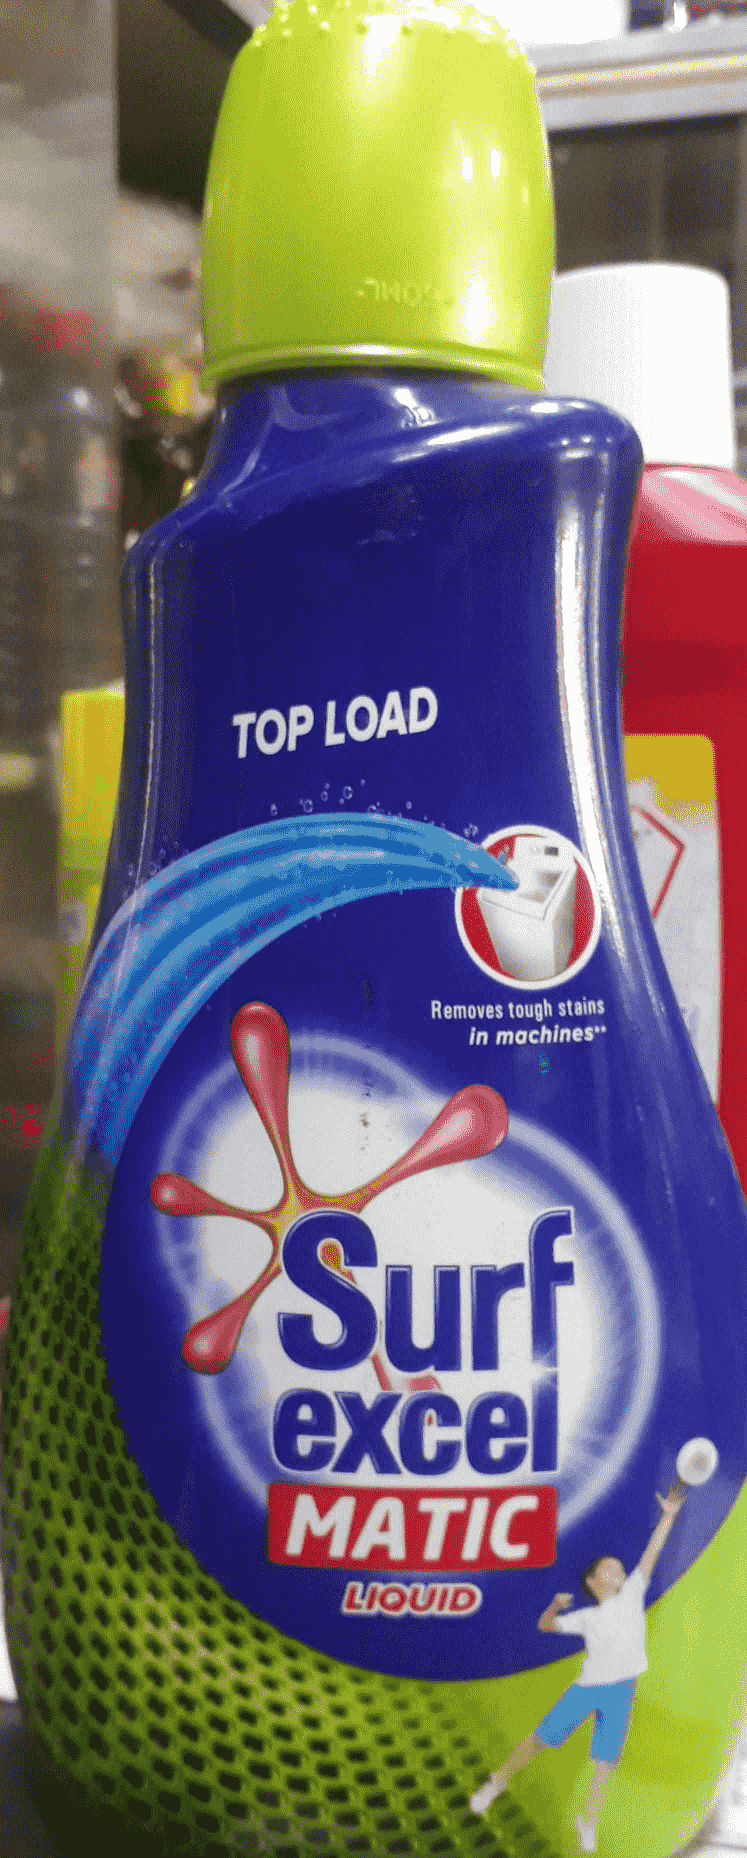 TOP LOAD
Removes tough stains
in machines**
Surf
excel
MATIC
LIQUID